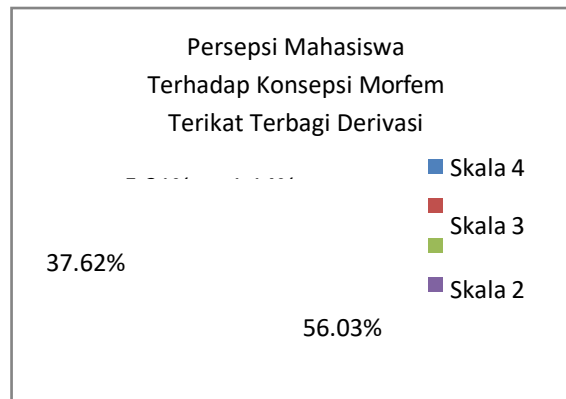 Persepsi Mahasiswa
Terhadap Konsepsi Morfem
Terikat Terbagi Derivasi
Skala 4
Skala 3
37.62%
Skala 2
56.03%